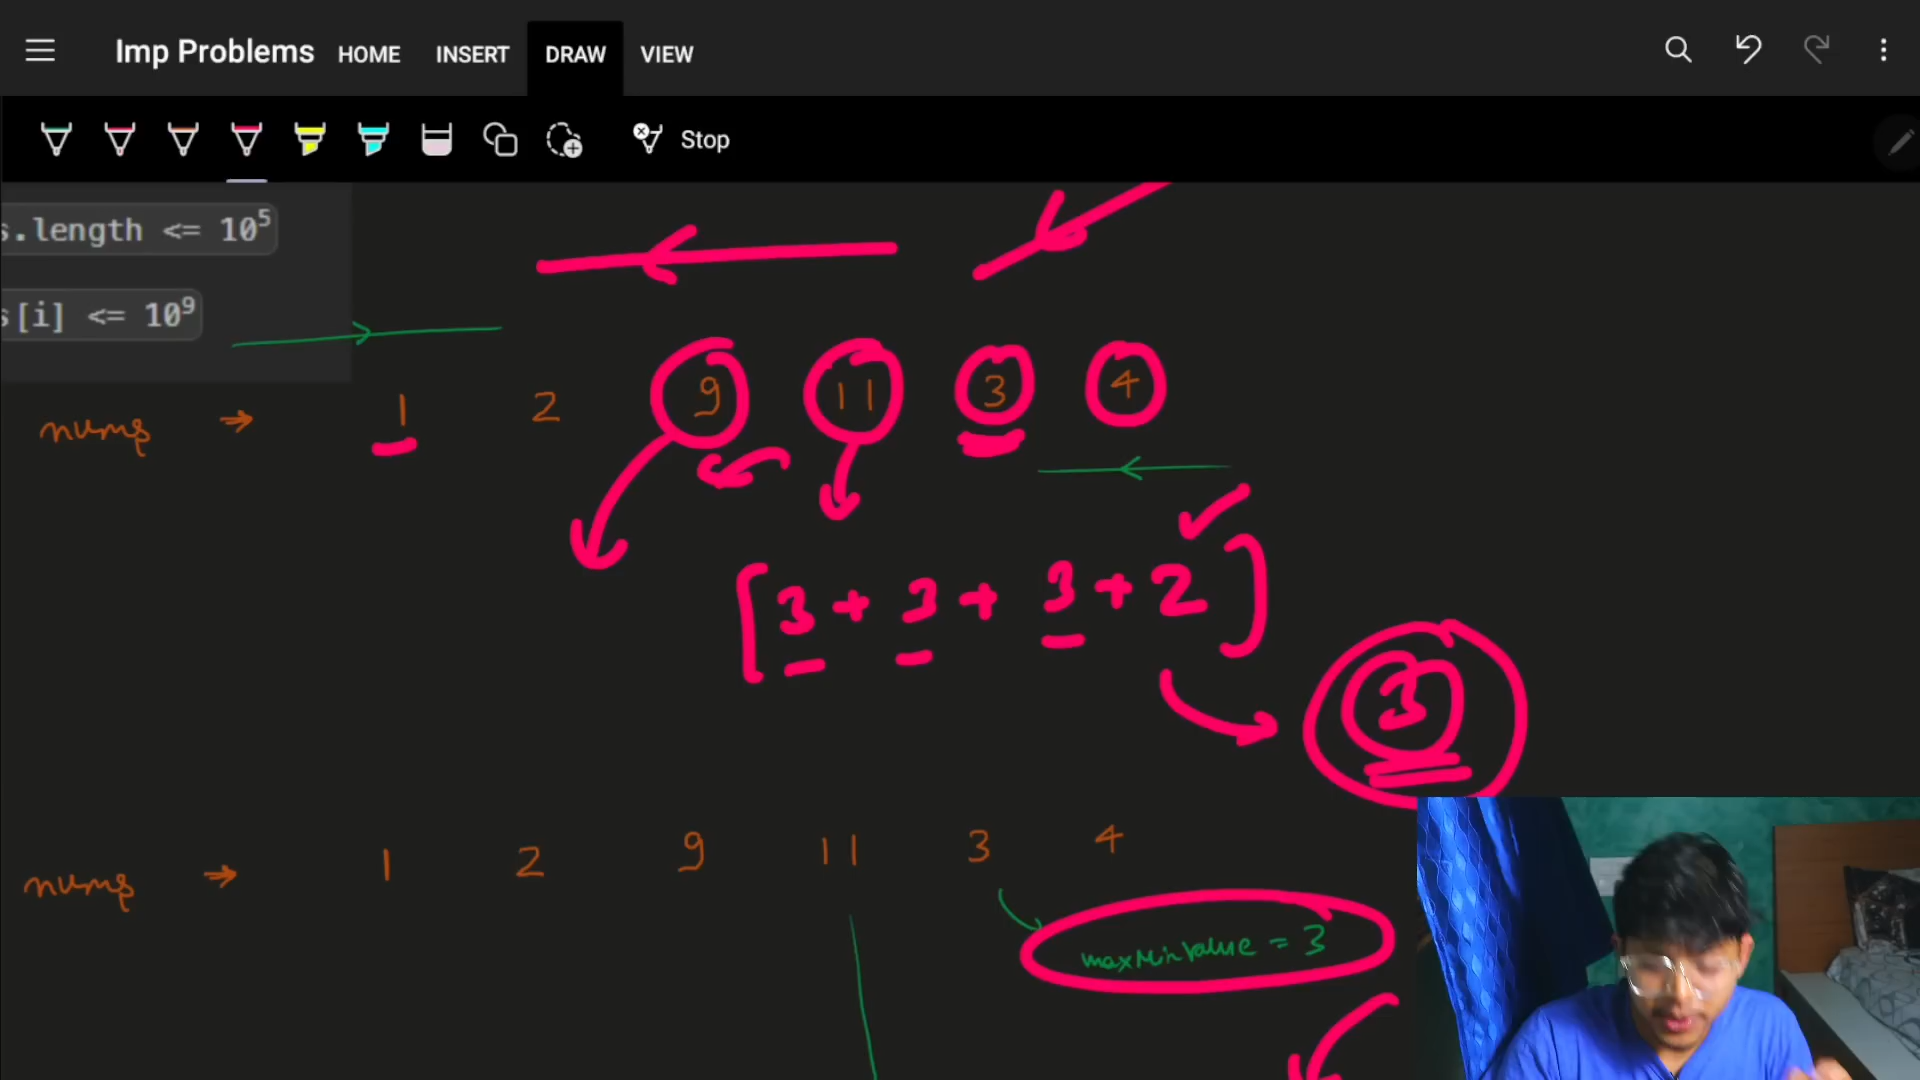 Imp Problems HOME INSERT DRAW VIEW
Stop
s.length <= 10⁵
s[i] <= 10⁹
nums → 1 2 9 11 3 4
[3 + 3 + 3 + 2]
3
nums → 1 2 9 11 3 4
maxMinValue = 3